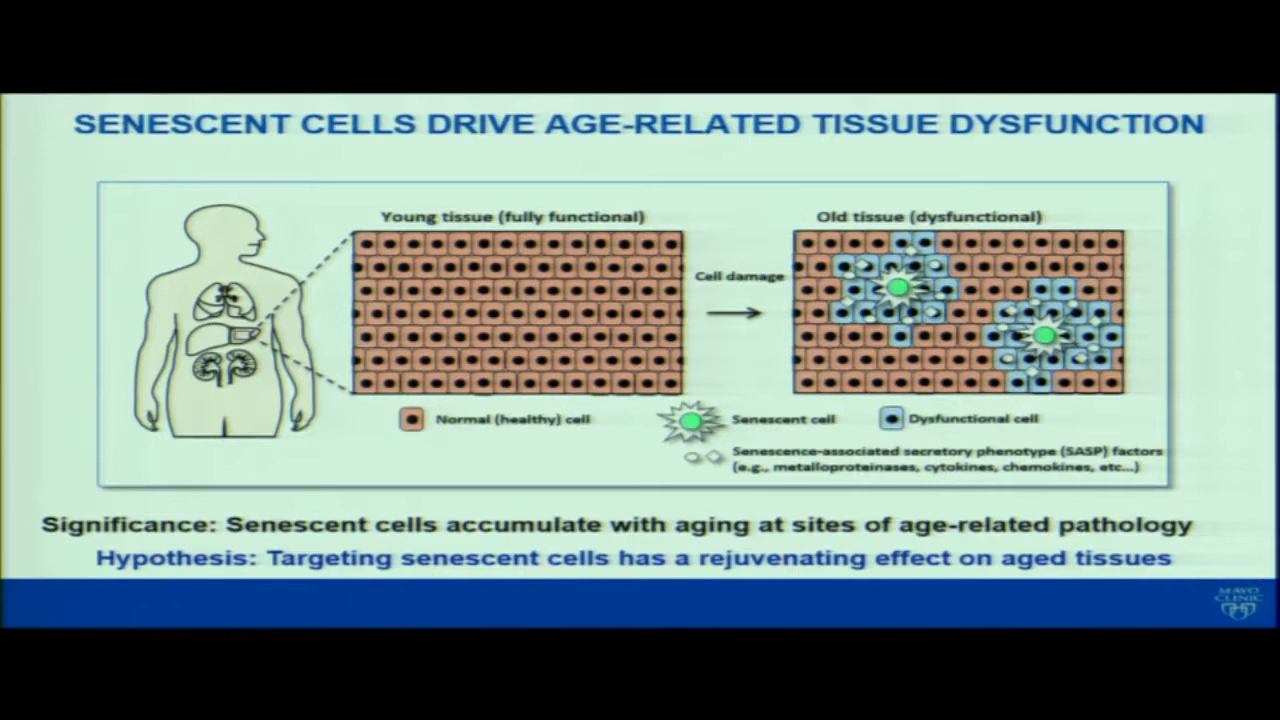 SENESCENT CELLS DRIVE AGE-RELATED TISSUE DYSFUNCTION
Young tissue (fully functional)
Old tissue (dysfunctional)
Cell damage
Normal (healthy) cell
Senescent cell
Dysfunctional cell
Senescence-associated secretory phenotype (SASP) factors
(e.g., metalloproteinases, cytokines, chemokines, etc...)
Significance: Senescent cells accumulate with aging at sites of age-related pathology
Hypothesis: Targeting senescent cells has a rejuvenating effect on aged tissues
MAYO
CLINIC